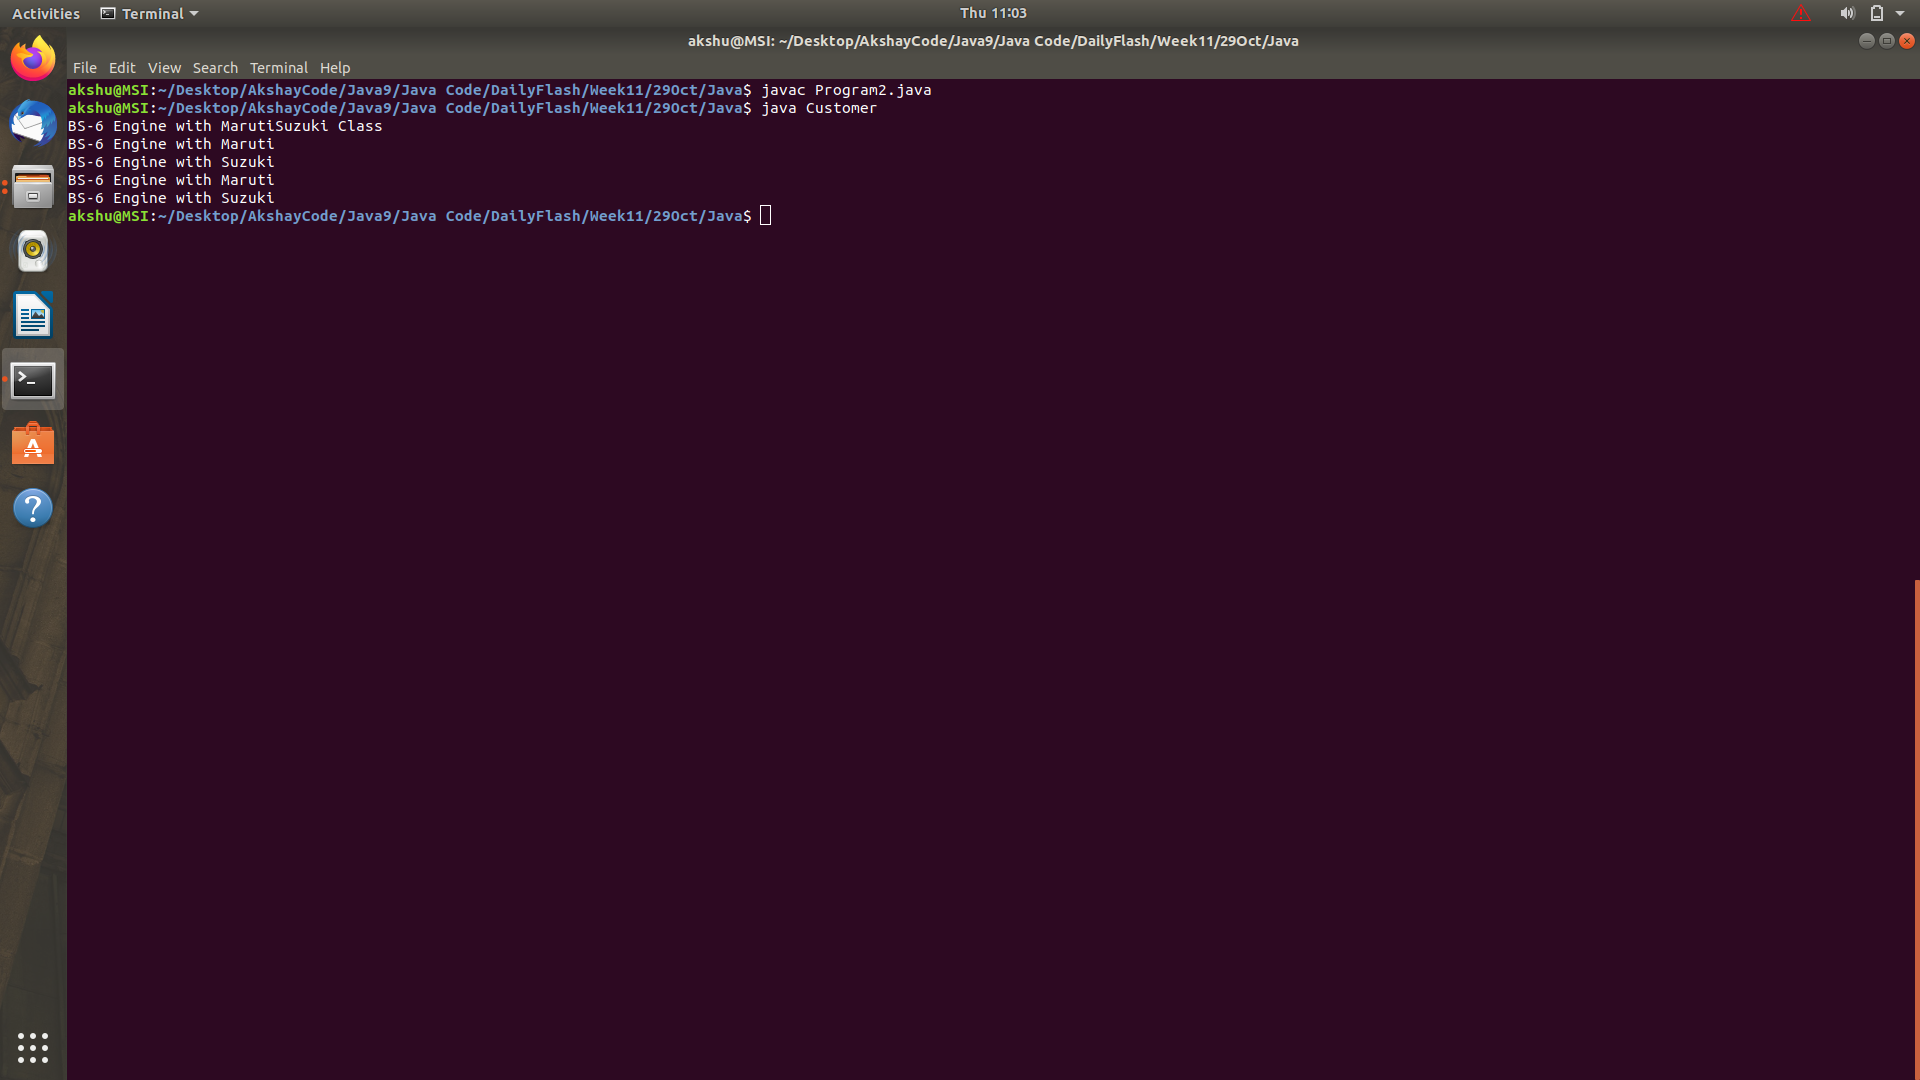 Activities Terminal Thu 11:03
akshu@MSI: ~/Desktop/AkshayCode/Java9/Java Code/DailyFlash/Week11/29Oct/Java
File Edit View Search Terminal Help
akshu@MSI:~/Desktop/AkshayCode/Java9/Java Code/DailyFlash/Week11/29Oct/Java$ javac Program2.java
akshu@MSI:~/Desktop/AkshayCode/Java9/Java Code/DailyFlash/Week11/29Oct/Java$ java Customer
BS-6 Engine with MarutiSuzuki Class
BS-6 Engine with Maruti
BS-6 Engine with Suzuki
BS-6 Engine with Maruti
BS-6 Engine with Suzuki
akshu@MSI:~/Desktop/AkshayCode/Java9/Java Code/DailyFlash/Week11/29Oct/Java$